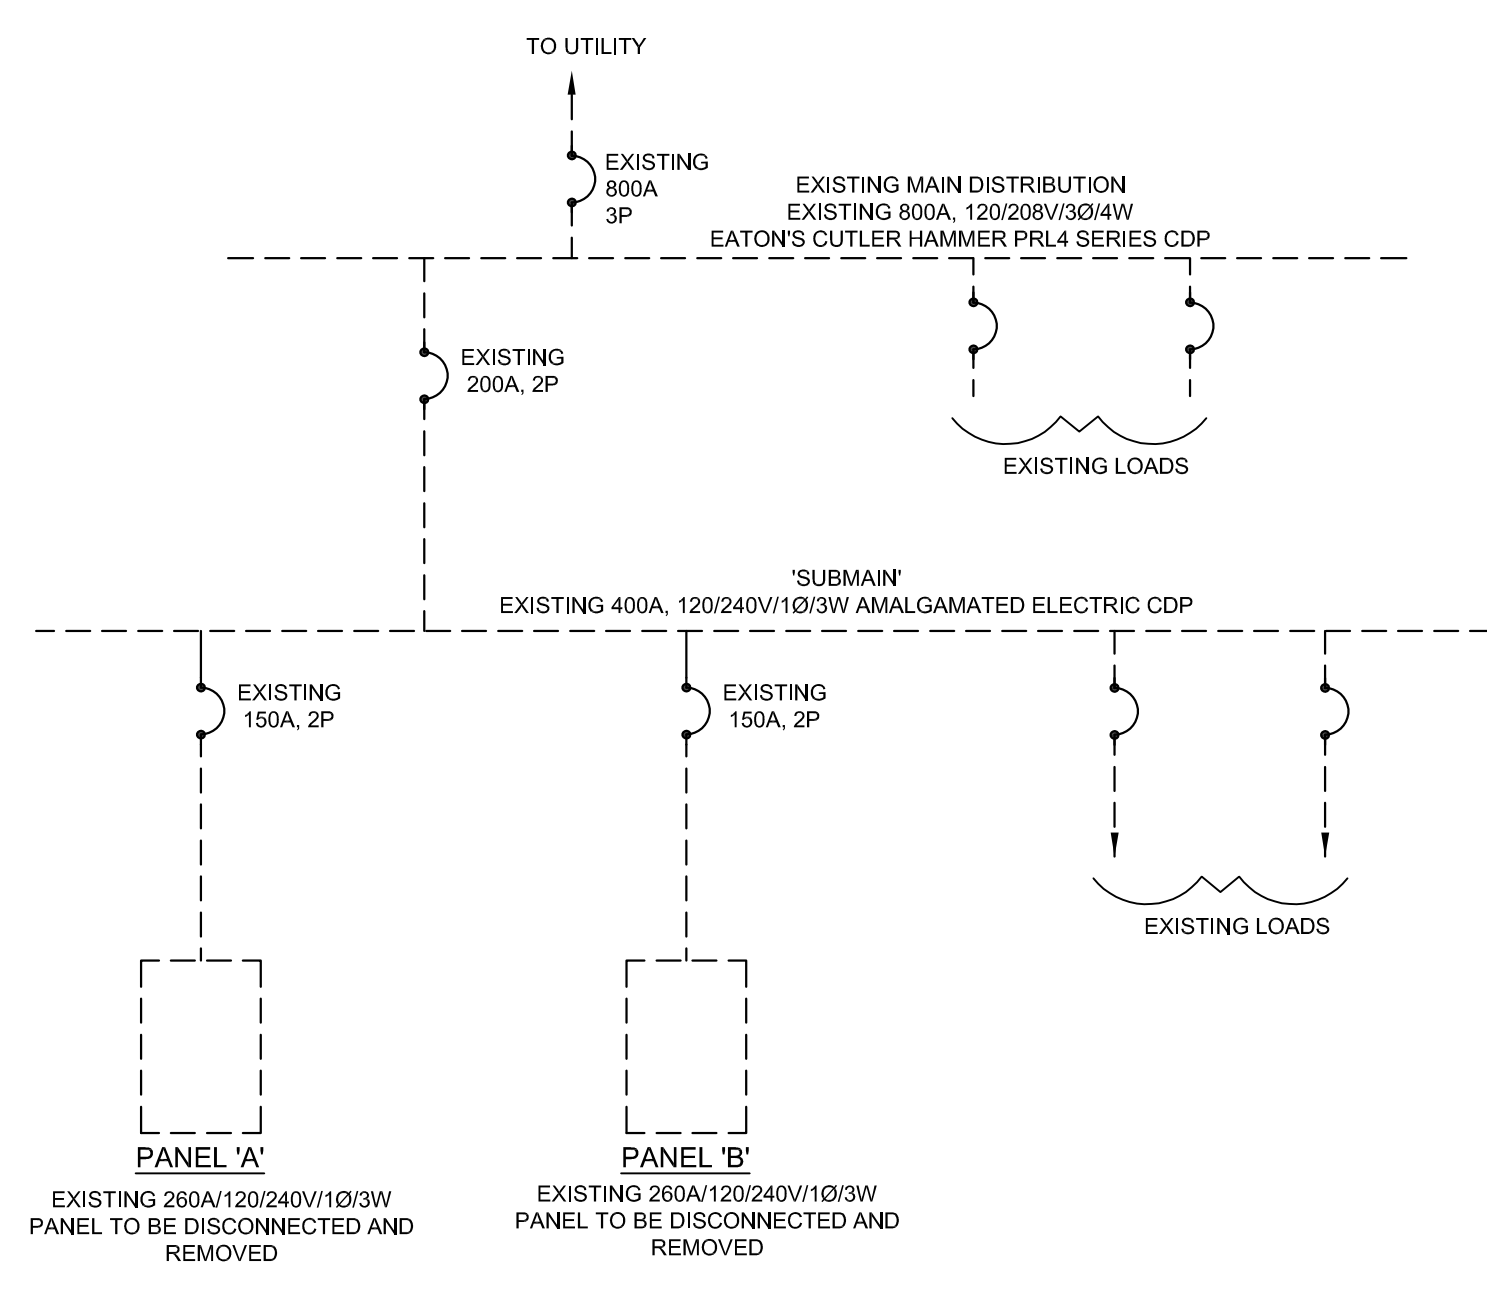 TO UTILITY
EXISTING
800A
3P
EXISTING MAIN DISTRIBUTION
EXISTING 800A, 120/208V/3Ø/4W
EATON'S CUTLER HAMMER PRL4 SERIES CDP
EXISTING
200A, 2P
EXISTING LOADS
'SUBMAIN'
EXISTING 400A, 120/240V/1Ø/3W AMALGAMATED ELECTRIC CDP
EXISTING
150A, 2P
EXISTING
150A, 2P
EXISTING LOADS
PANEL 'A'
EXISTING 260A/120/240V/1Ø/3W
PANEL TO BE DISCONNECTED AND
REMOVED
PANEL 'B'
EXISTING 260A/120/240V/1Ø/3W
PANEL TO BE DISCONNECTED AND
REMOVED